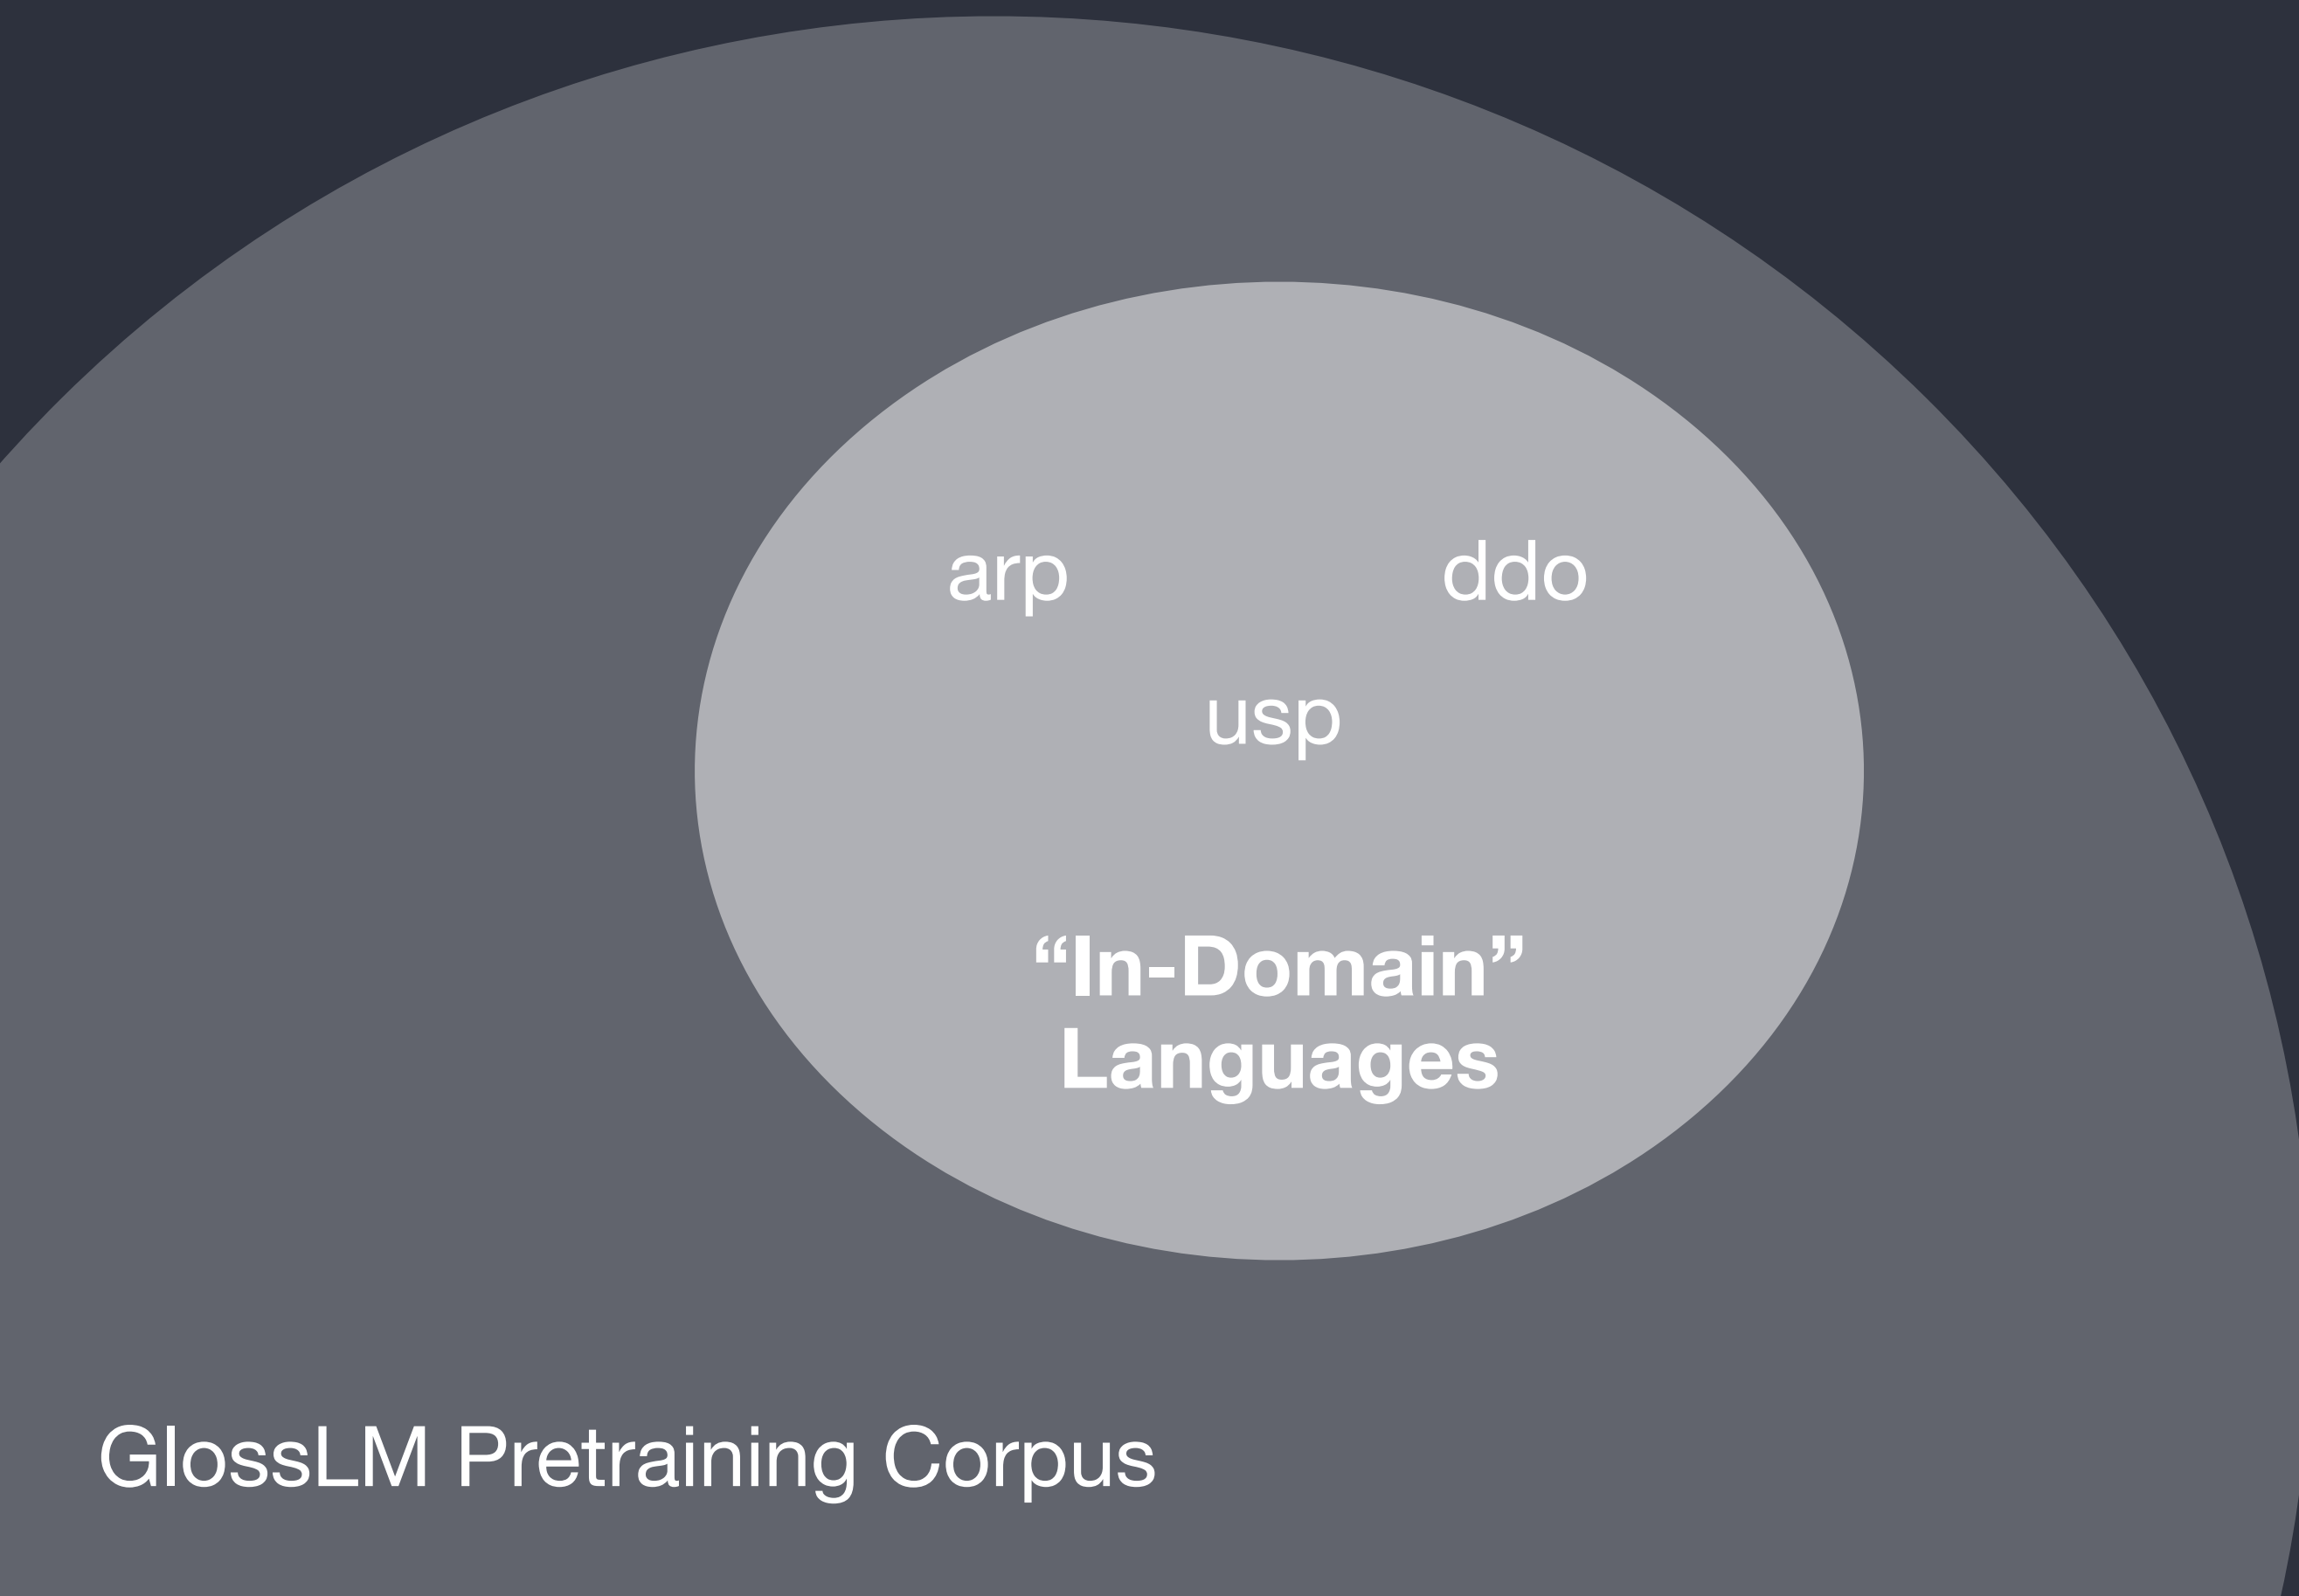 arp
ddo
usp
“In-Domain”
Languages
GlossLM Pretraining Corpus